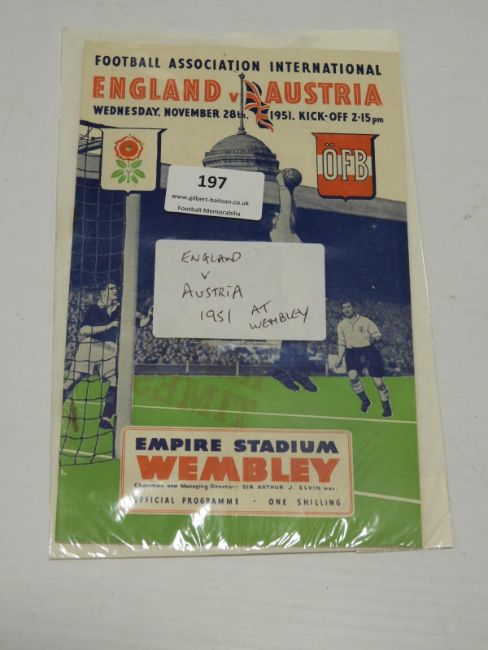 FOOTBALL ASSOCIATION INTERNATIONAL
ENGLAND v AUSTRIA
WEDNESDAY, NOVEMBER 28th, 1951. KICK-OFF 2-15pm
ÖFB
197
www.gilbert-baitson.co.uk
Football Memorabilia
ENGLAND
v
AUSTRIA
1951 AT WEMBLEY
EMPIRE STADIUM
WEMBLEY
Chairman and Managing Director: SIR ARTHUR J. ELVIN MBE.
OFFICIAL PROGRAMME · ONE SHILLING